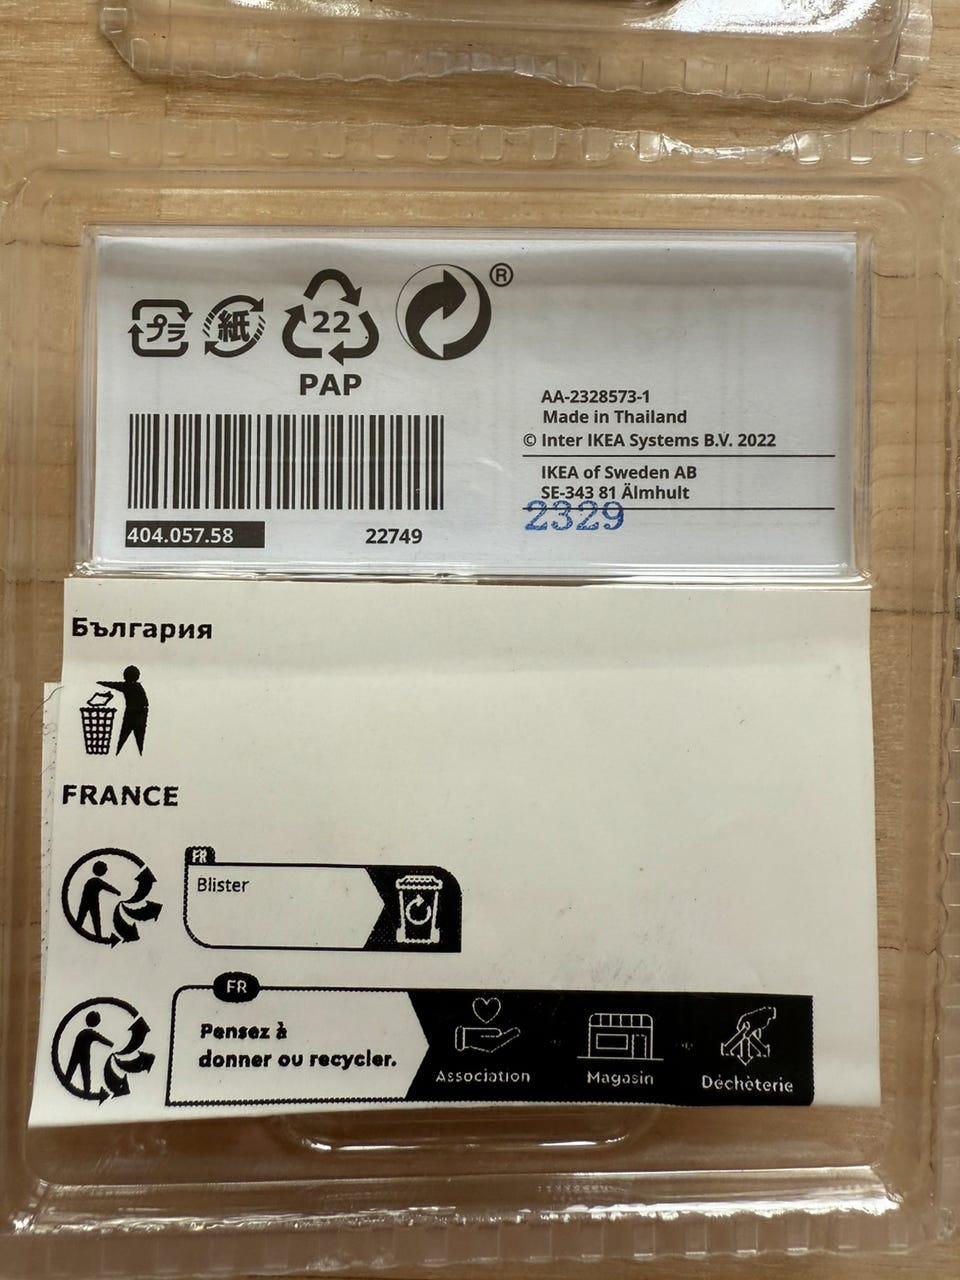 プラ 紙 22 ®
PAP
AA-2328573-1
Made in Thailand
© Inter IKEA Systems B.V. 2022
IKEA of Sweden AB
SE-343 81 Älmhult
2329
404.057.58 22749
България
FRANCE
FR
Blister
FR
Pensez à
donner ou recycler.
Association Magasin Déchèterie